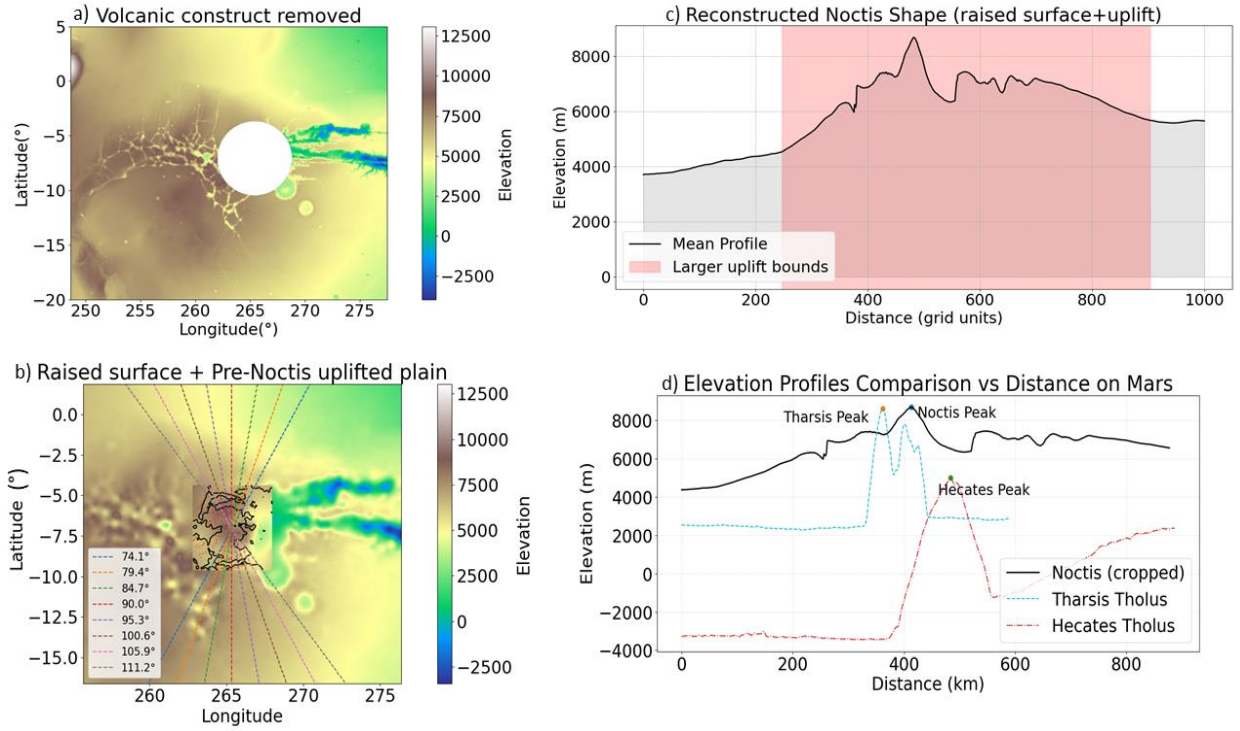 a) Volcanic construct removed
5
0
−5
−10
−15
−20
Latitude(°)
250 255 260 265 270 275
Longitude(°)
12500
10000
7500
5000
2500
0
−2500
Elevation
c) Reconstructed Noctis Shape (raised surface+uplift)
8000
6000
4000
2000
0
Elevation (m)
Mean Profile
Larger uplift bounds
0 200 400 600 800 1000
Distance (grid units)
b) Raised surface + Pre-Noctis uplifted plain
0.0
−2.5
−5.0
−7.5
−10.0
−12.5
−15.0
Latitude (°)
74.1°
79.4°
84.7°
90.0°
95.3°
100.6°
105.9°
111.2°
260 265 270 275
Longitude
12500
10000
7500
5000
2500
0
−2500
Elevation
d) Elevation Profiles Comparison vs Distance on Mars
8000
6000
4000
2000
0
−2000
−4000
Elevation (m)
Tharsis Peak
Noctis Peak
Hecates Peak
Noctis (cropped)
Tharsis Tholus
Hecates Tholus
0 200 400 600 800
Distance (km)